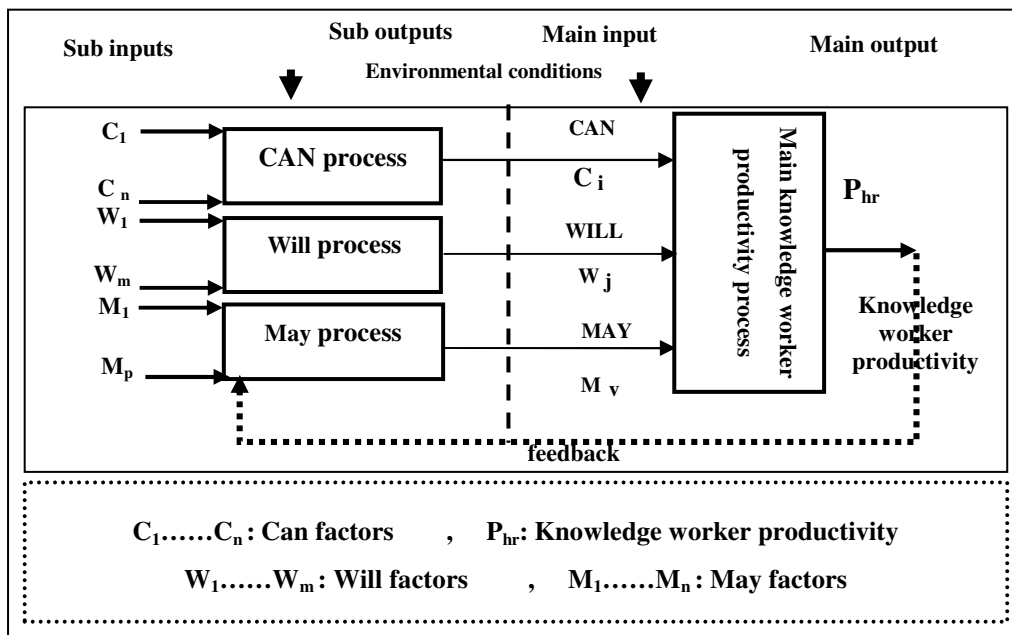 Sub inputs
Sub outputs
Main input
Main output
Environmental conditions
C1
CAN process
CAN
Ci
Cn
W1
Will process
WILL
Wj
Wm
M1
May process
MAY
Mv
Mp
Main knowledge worker
productivity process
Phr
Knowledge
worker
productivity
feedback
C1......Cn : Can factors , Phr: Knowledge worker productivity
W1......Wm : Will factors , M1......Mn : May factors